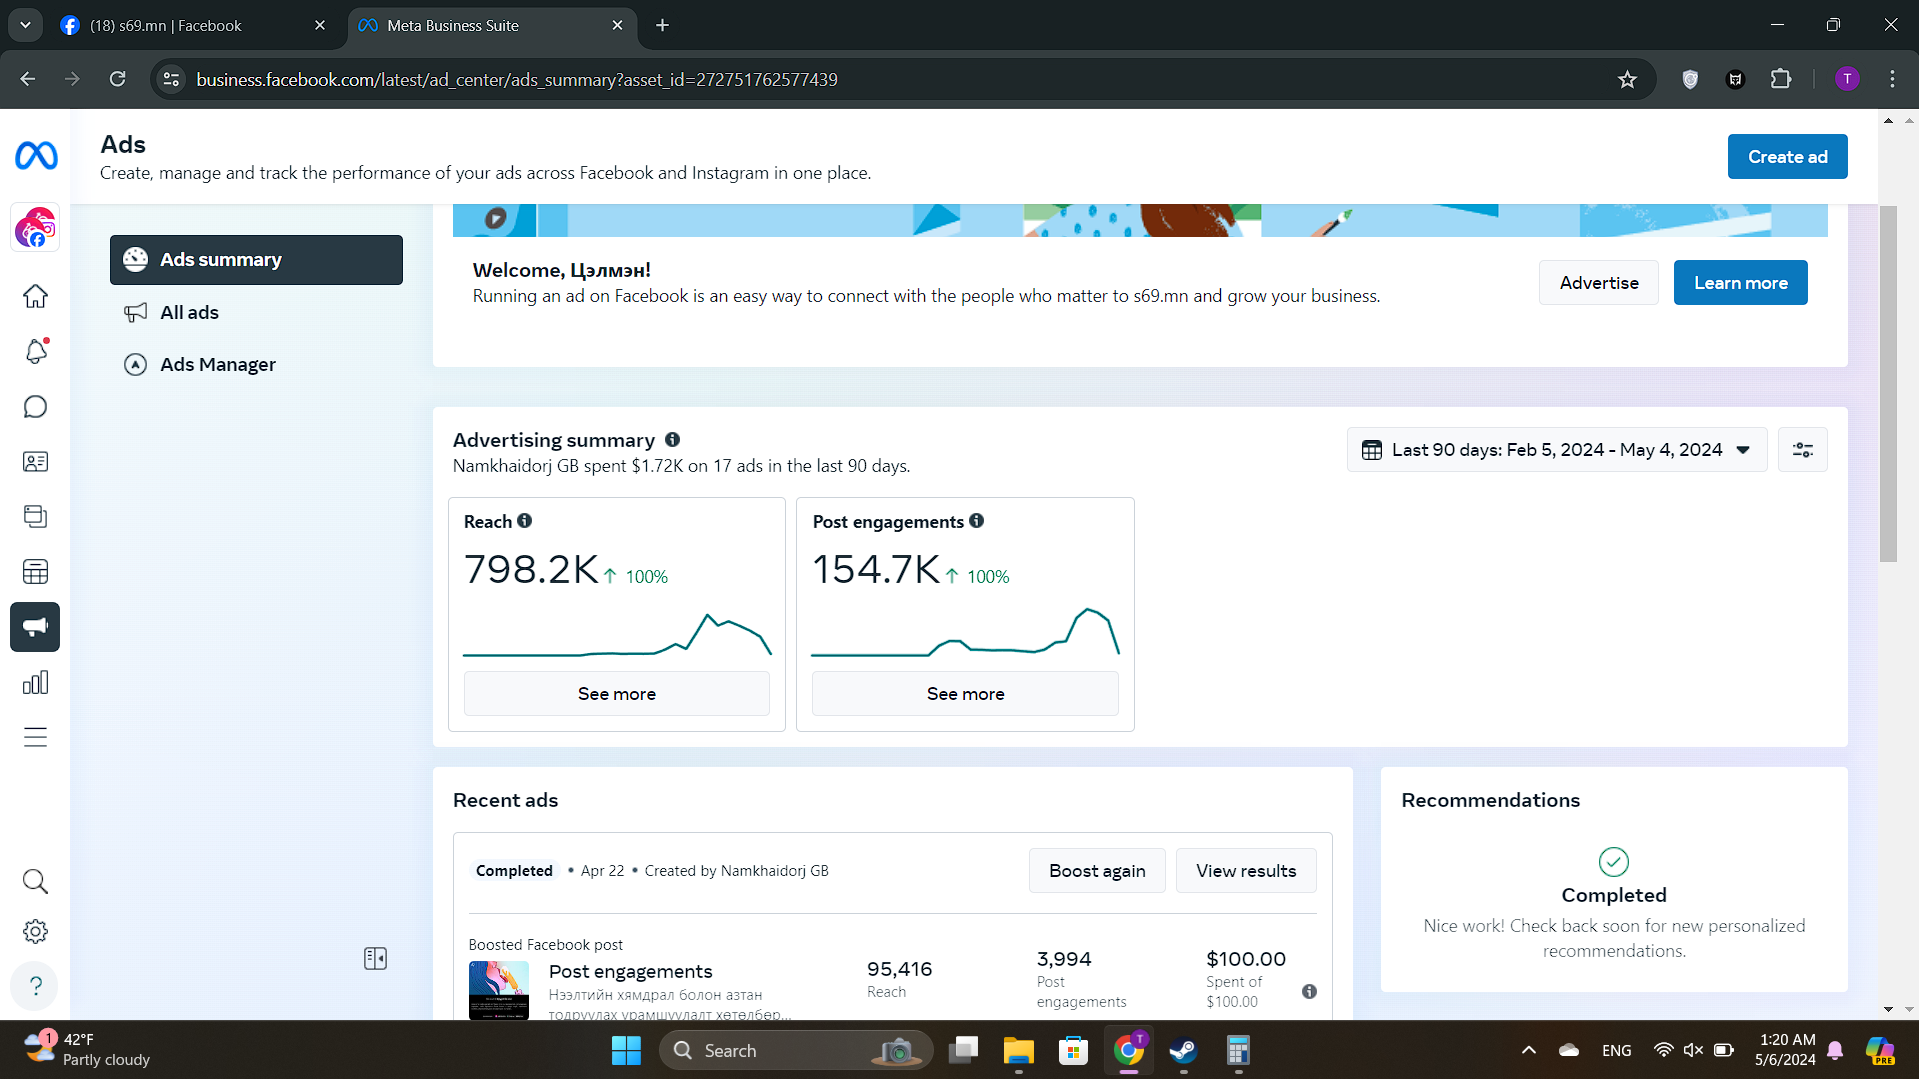 (18) s69.mn | Facebook
Meta Business Suite
business.facebook.com/latest/ad_center/ads_summary?asset_id=272751762577439
T
Ads
Create, manage and track the performance of your ads across Facebook and Instagram in one place.
Create ad
Ads summary
All ads
Ads Manager
Welcome, Цэлмэн!
Running an ad on Facebook is an easy way to connect with the people who matter to s69.mn and grow your business.
Advertise
Learn more
Advertising summary
Namkhaidorj GB spent $1.72K on 17 ads in the last 90 days.
Last 90 days: Feb 5, 2024 - May 4, 2024
Reach
798.2K 100%
See more
Post engagements
154.7K 100%
See more
Recent ads
Completed • Apr 22 • Created by Namkhaidorj GB
Boost again
View results
Boosted Facebook post
Post engagements
Нээлтийн хямдрал болон азтан
тодруулах урамшуулалт хөтөлбөр...
95,416
Reach
3,994
Post
engagements
$100.00
Spent of
$100.00
Recommendations
Completed
Nice work! Check back soon for new personalized
recommendations.
1
42°F
Partly cloudy
Search
T
ENG
1:20 AM
5/6/2024
PRE